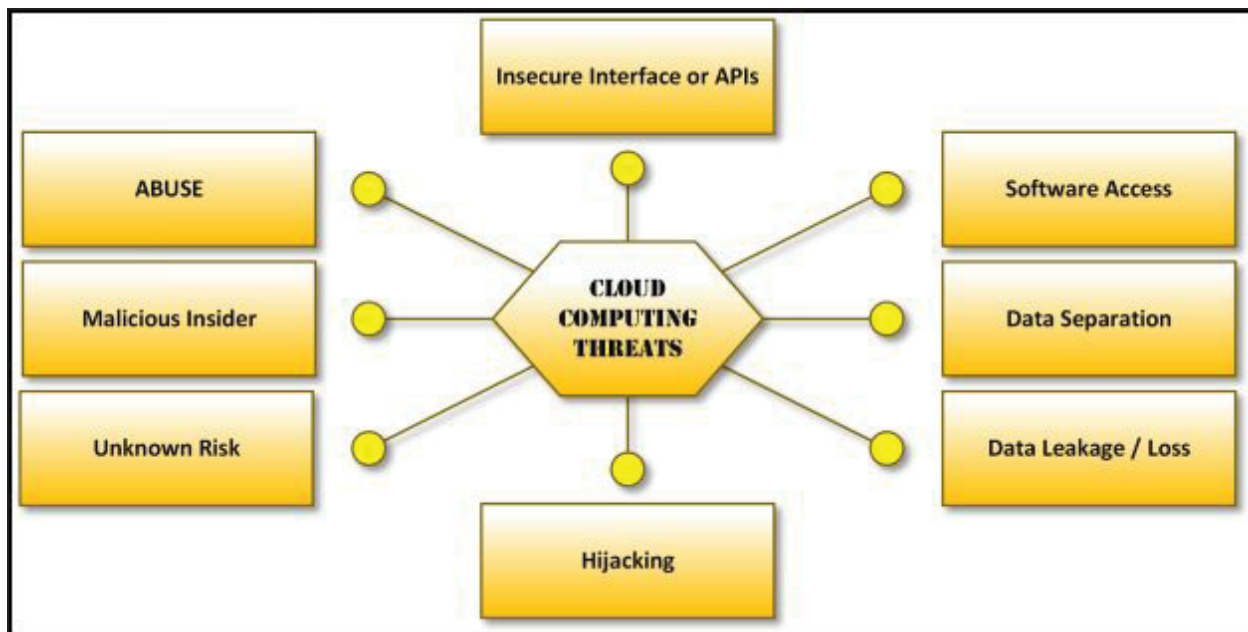 Insecure Interface or APIs
ABUSE
Software Access
CLOUD
COMPUTING
THREATS
Malicious Insider
Data Separation
Unknown Risk
Data Leakage / Loss
Hijacking